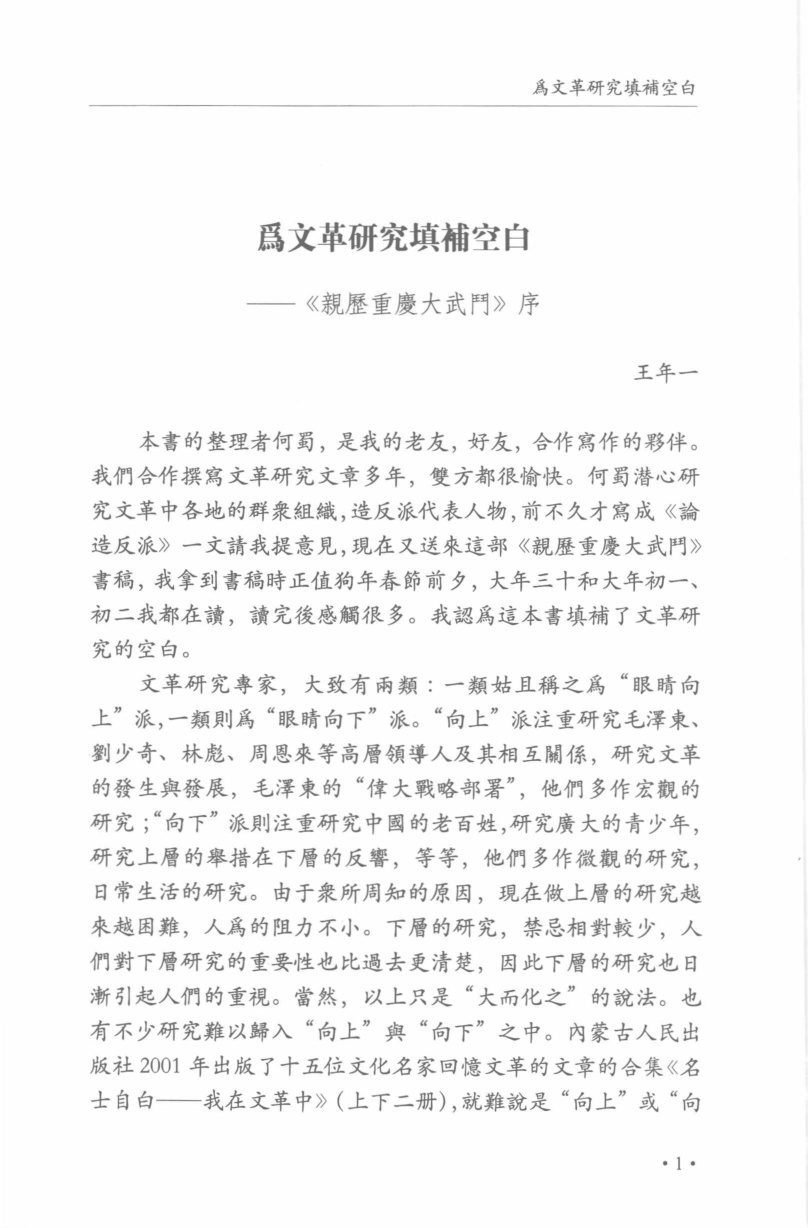 爲文革研究填補空白
爲文革研究填補空白
——《親歷重慶大武鬥》序
王年一
本書的整理者何蜀，是我的老友，好友，合作寫作的夥伴。
我們合作撰寫文革研究文章多年，雙方都很愉快。何蜀潛心研
究文革中各地的群衆組織，造反派代表人物，前不久才寫成《論
造反派》一文請我提意見，現在又送來這部《親歷重慶大武鬥》
書稿，我拿到書稿時正值狗年春節前夕，大年三十和大年初一、
初二我都在讀，讀完後感觸很多。我認爲這本書填補了文革研
究的空白。
文革研究專家，大致有兩類：一類姑且稱之爲“眼睛向
上”派，一類則爲“眼睛向下”派。“向上”派注重研究毛澤東、
劉少奇、林彪、周恩來等高層領導人及其相互關係，研究文革
的發生與發展，毛澤東的“偉大戰略部署”，他們多作宏觀的
研究；“向下”派則注重研究中國的老百姓，研究廣大的青少年，
研究上層的舉措在下層的反響，等等，他們多作微觀的研究，
日常生活的研究。由于衆所周知的原因，現在做上層的研究越
來越困難，人爲的阻力不小。下層的研究，禁忌相對較少，人
們對下層研究的重要性也比過去更清楚，因此下層的研究也日
漸引起人們的重視。當然，以上只是“大而化之”的說法。也
有不少研究難以歸入“向上”與“向下”之中。內蒙古人民出
版社 2001 年出版了十五位文化名家回憶文革的文章的合集《名
士自白——我在文革中》（上下二册），就難說是“向上”或“向
·1·